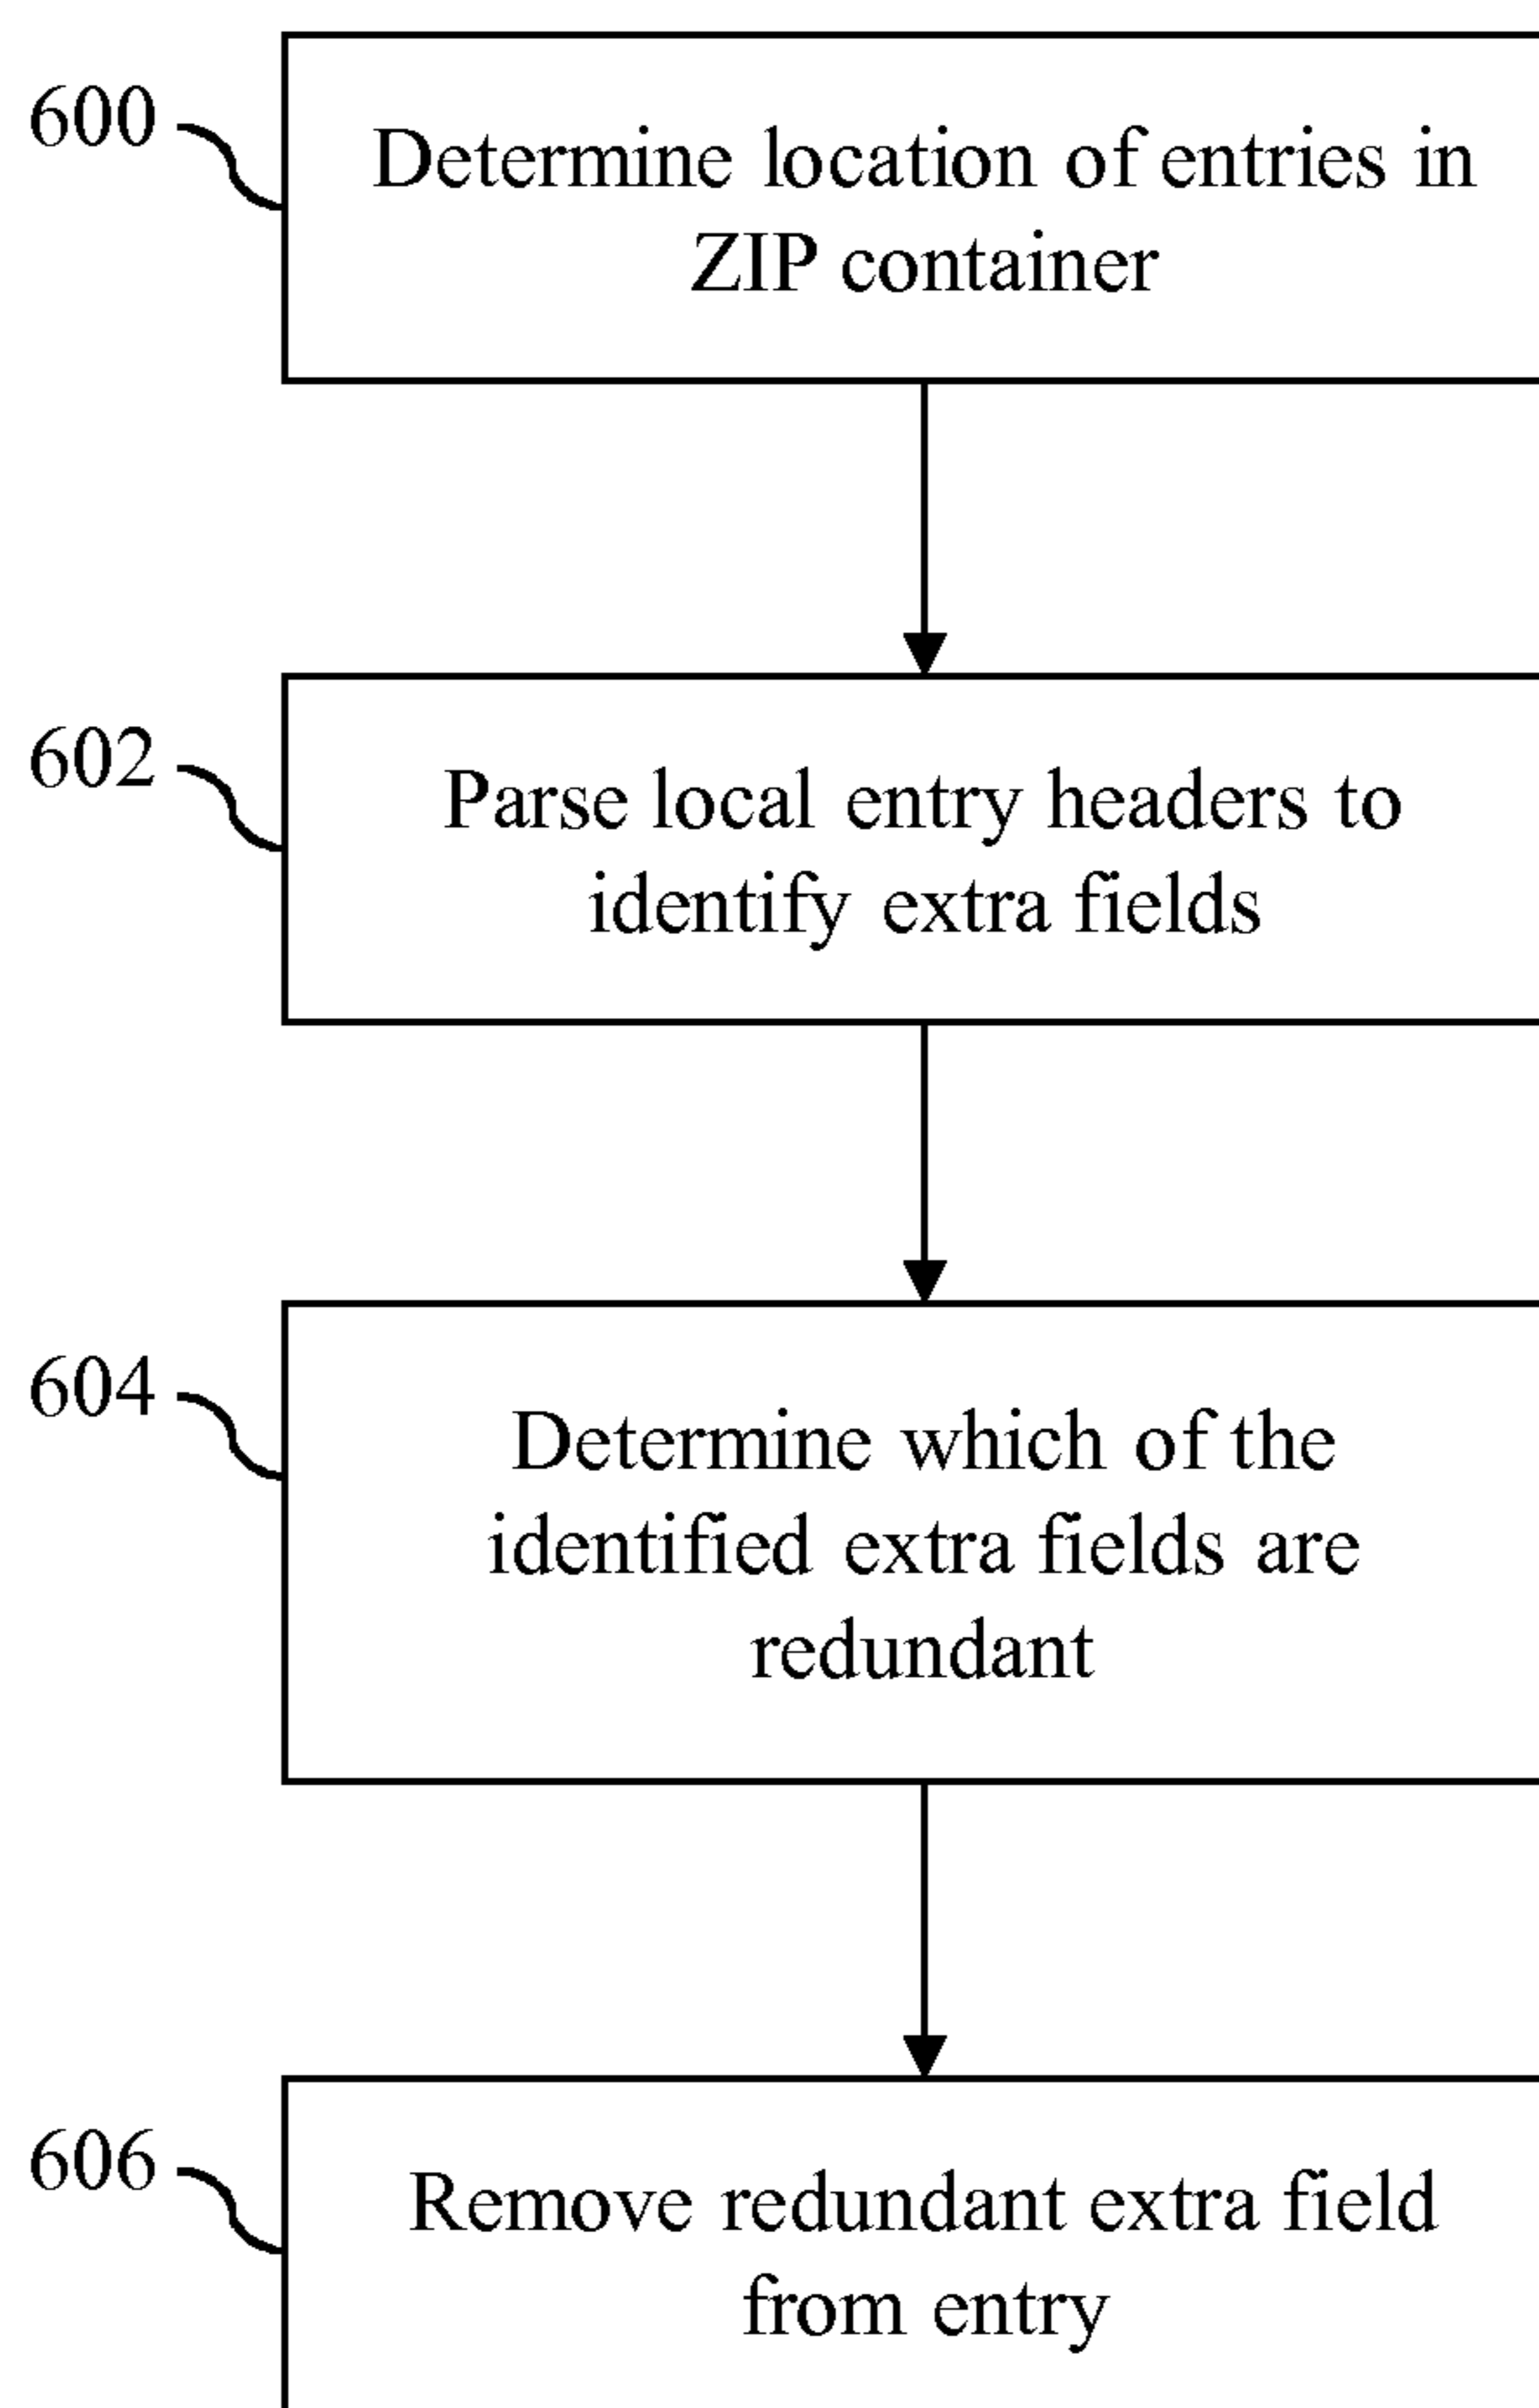 600
Determine location of entries in
ZIP container
602
Parse local entry headers to
identify extra fields
604
Determine which of the
identified extra fields are
redundant
606
Remove redundant extra field
from entry